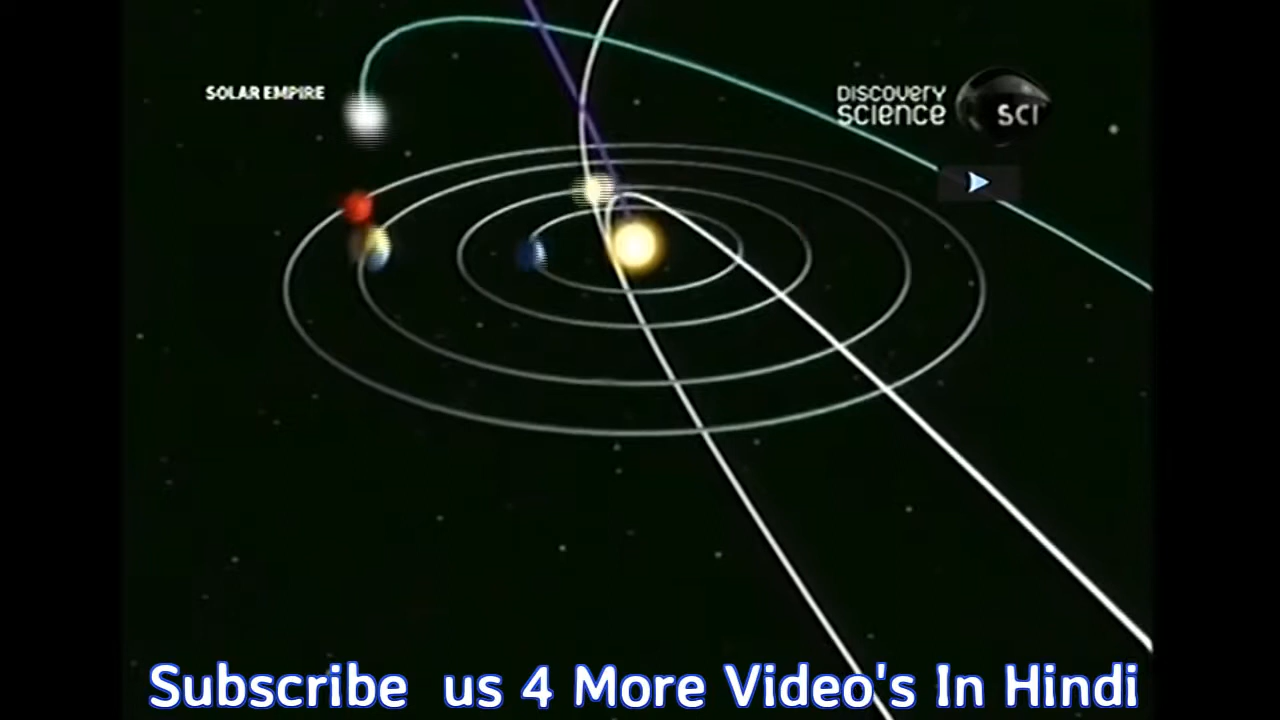 SOLAR EMPIRE
DISCOVERY
SCIENCE
SCI
Subscribe us 4 More Video's In Hindi